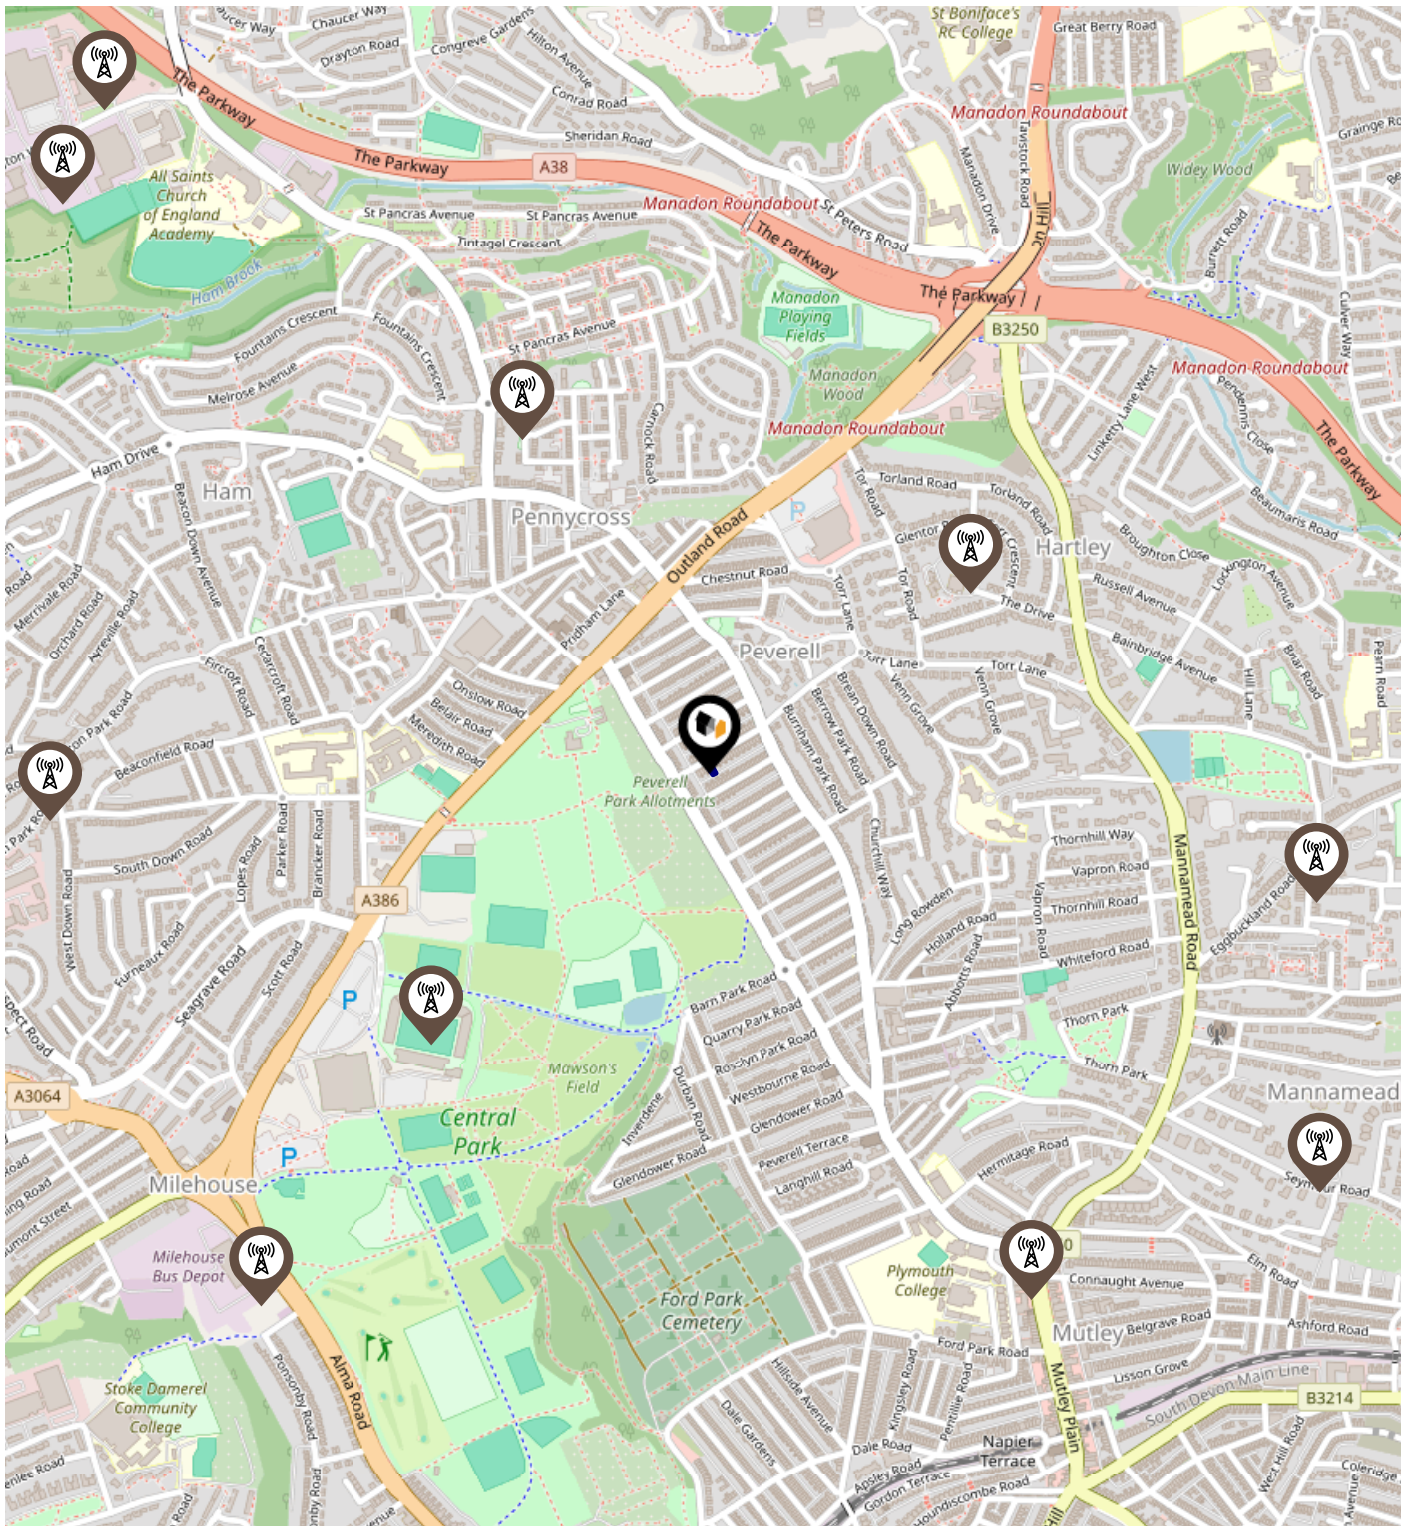 Chaucer Way
Drayton Road
Congreve Gardens
Hilton Avenue
St Boniface's
RC College
Great Berry Road
The Parkway
Conrad Road
Sheridan Road
Manadon Roundabout
Tavistock Road
Widey Wood
The Parkway
A38
All Saints
Church
of England
Academy
Manadon Drive
St Pancras Avenue
St Pancras Avenue
Manadon Roundabout
St Peters Road
Tintagel Crescent
The Parkway
Burnett Road
Ham Brook
The Parkway
Manadon
Playing
Fields
B3250
Culver Way
Fountains Crescent
Fountains Crescent
St Pancras Avenue
Melrose Avenue
Manadon
Wood
Manadon Roundabout
Pendennis Close
Linketty Lane West
Carnock Road
Manadon Roundabout
The Parkway
Ham Drive
Ham
Beacon Down Avenue
Tor Road
Torland Road
Torland Road
Beaumaris Road
Pennycross
P
Outland Road
Hartley
Broughton Close
Lockington Avenue
Chestnut Road
Russell Avenue
Merrivale Road
Orchard Road
Ayreville Road
Pridham Lane
Torr Lane
Tor Road
The Drive
Bainbridge Avenue
Cedarcroft Road
Fircroft Road
Peverell
Torr Lane
Torr Lane
Hill Lane
Briar Road
Pearn Road
Onslow Road
Belair Road
Meredith Road
Venn Grove
Venn Grove
Brean Down Road
Berrow Park Road
Burnham Park Road
Beaconfield Road
Peverell
Park Allotments
South Down Road
Parker Road
Brancker Road
Lopes Road
Churchill Way
Thornhill Way
Vapron Road
Vapron Road
Thornhill Road
Mannamead Road
A386
West Down Road
Furneaux Road
Seagrave Road
Scott Road
Long Rowden
Holland Road
Abbotts Road
Whiteford Road
Eggbuckland Road
P
Barn Park Road
Quarry Park Road
Roslyn Park Road
Westbourne Road
Glendower Road
Thorn Park
Thorn Park
Mawson's
Field
Durban Road
Inverdene
A3064
Central
Park
Mannamead
P
Glendower Road
Peverell Terrace
Langhill Road
Hermitage Road
Milehouse
Milehouse
Bus Depot
Plymouth
College
Connaught Avenue
Elm Road
Ford Park
Cemetery
Mutley
Belgrave Road
Ashford Road
Ford Park Road
Lisson Grove
Alma Road
Ponsonby Road
Hillside Avenue
Kingsley Road
Pentillie Road
Mutley Plain
South Devon Main Line
B3214
Stoke Damerel
Community
College
Dale Gardens
Dale Road
Napier
Terrace
Apsley Road
Gordon Terrace
Houndiscombe Road
West Hill Road